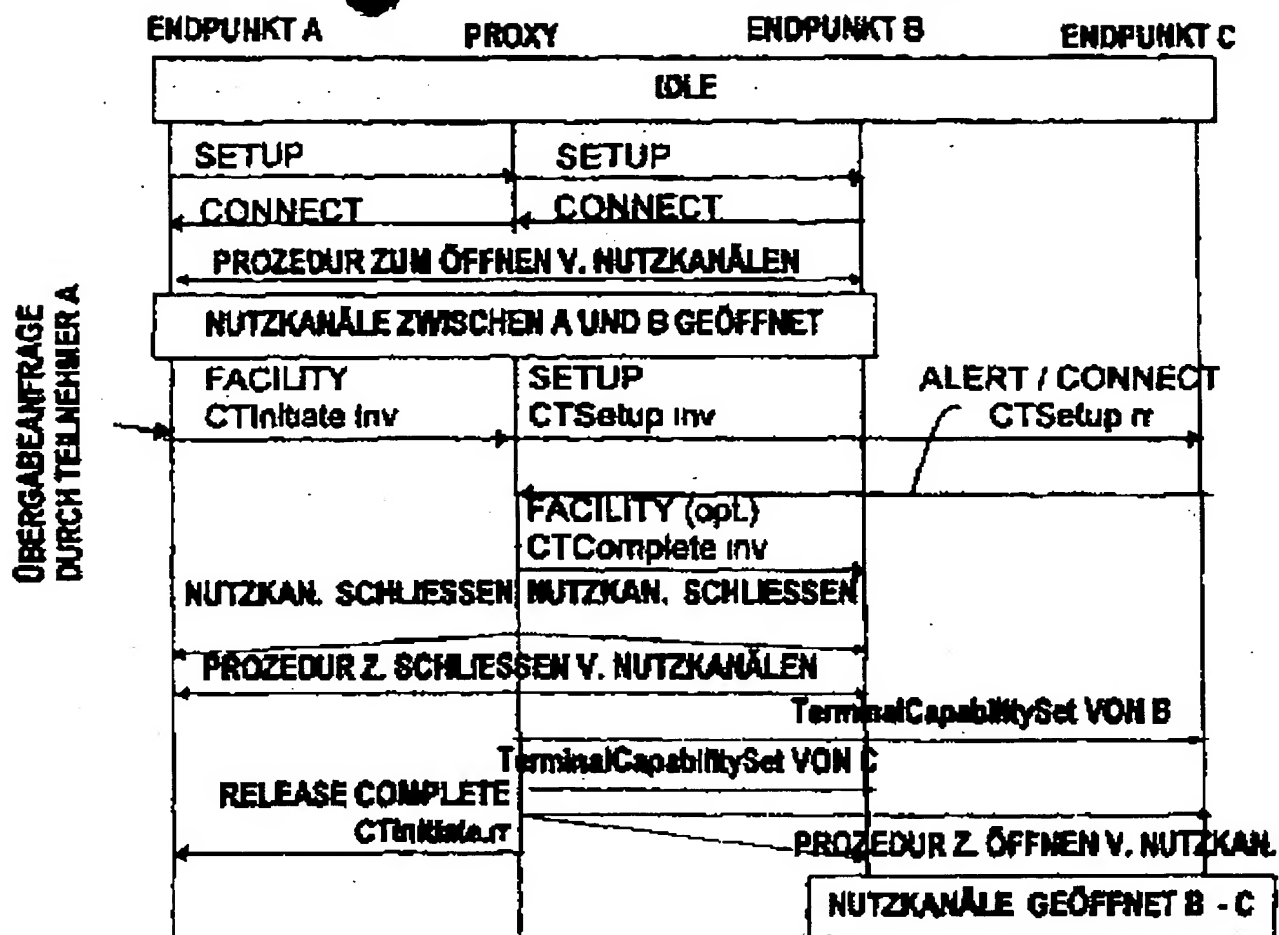 ENDPUNKT A
PROXY
ENDPUNKT B
ENDPUNKT C
IDLE
SETUP
SETUP
CONNECT
CONNECT
PROZEDUR ZUM ÖFFNEN V. NUTZKANÄLEN
NUTZKANÄLE ZWISCHEN A UND B GEÖFFNET
ÜBERGABEANFRAGE
DURCH TEILNEHMER A
FACILITY
CTInitiate inv
SETUP
CTSetup inv
ALERT / CONNECT
CTSetup rr
FACILITY (opt.)
CTComplete inv
NUTZKAN. SCHLIESSEN
NUTZKAN. SCHLIESSEN
PROZEDUR Z. SCHLIESSEN V. NUTZKANÄLEN
TerminalCapabilitySet VON B
TerminalCapabilitySet VON C
RELEASE COMPLETE
CTInitiate.rr
PROZEDUR Z. ÖFFNEN V. NUTZKAN.
NUTZKANÄLE GEÖFFNET B - C